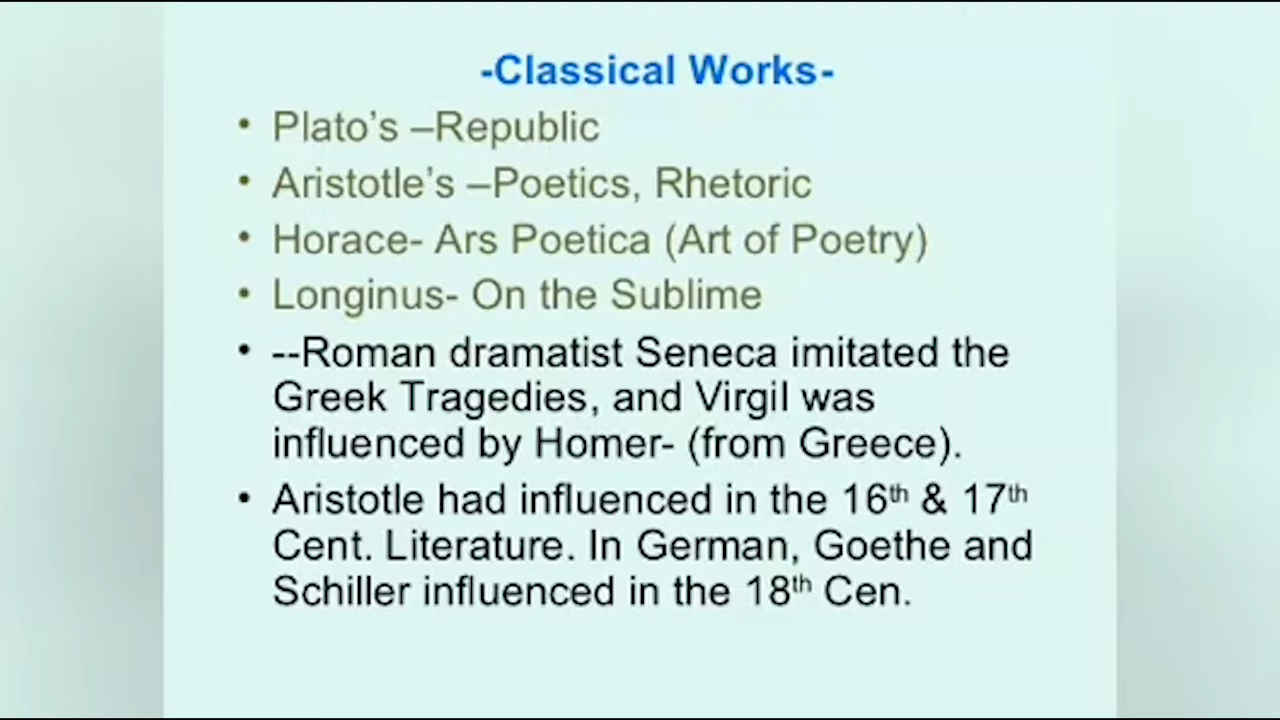 -Classical Works-
• Plato’s –Republic
• Aristotle’s –Poetics, Rhetoric
• Horace- Ars Poetica (Art of Poetry)
• Longinus- On the Sublime
• --Roman dramatist Seneca imitated the
Greek Tragedies, and Virgil was
influenced by Homer- (from Greece).
• Aristotle had influenced in the 16th & 17th
Cent. Literature. In German, Goethe and
Schiller influenced in the 18th Cen.